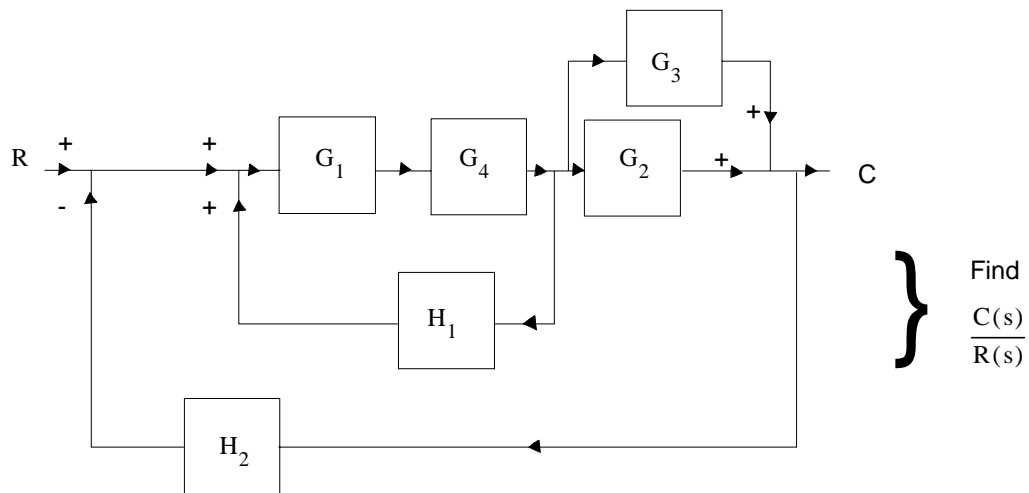 G3
+
R + + G1 G4 + G2 C
- +
H1
H2
} Find
C(s)
R(s)